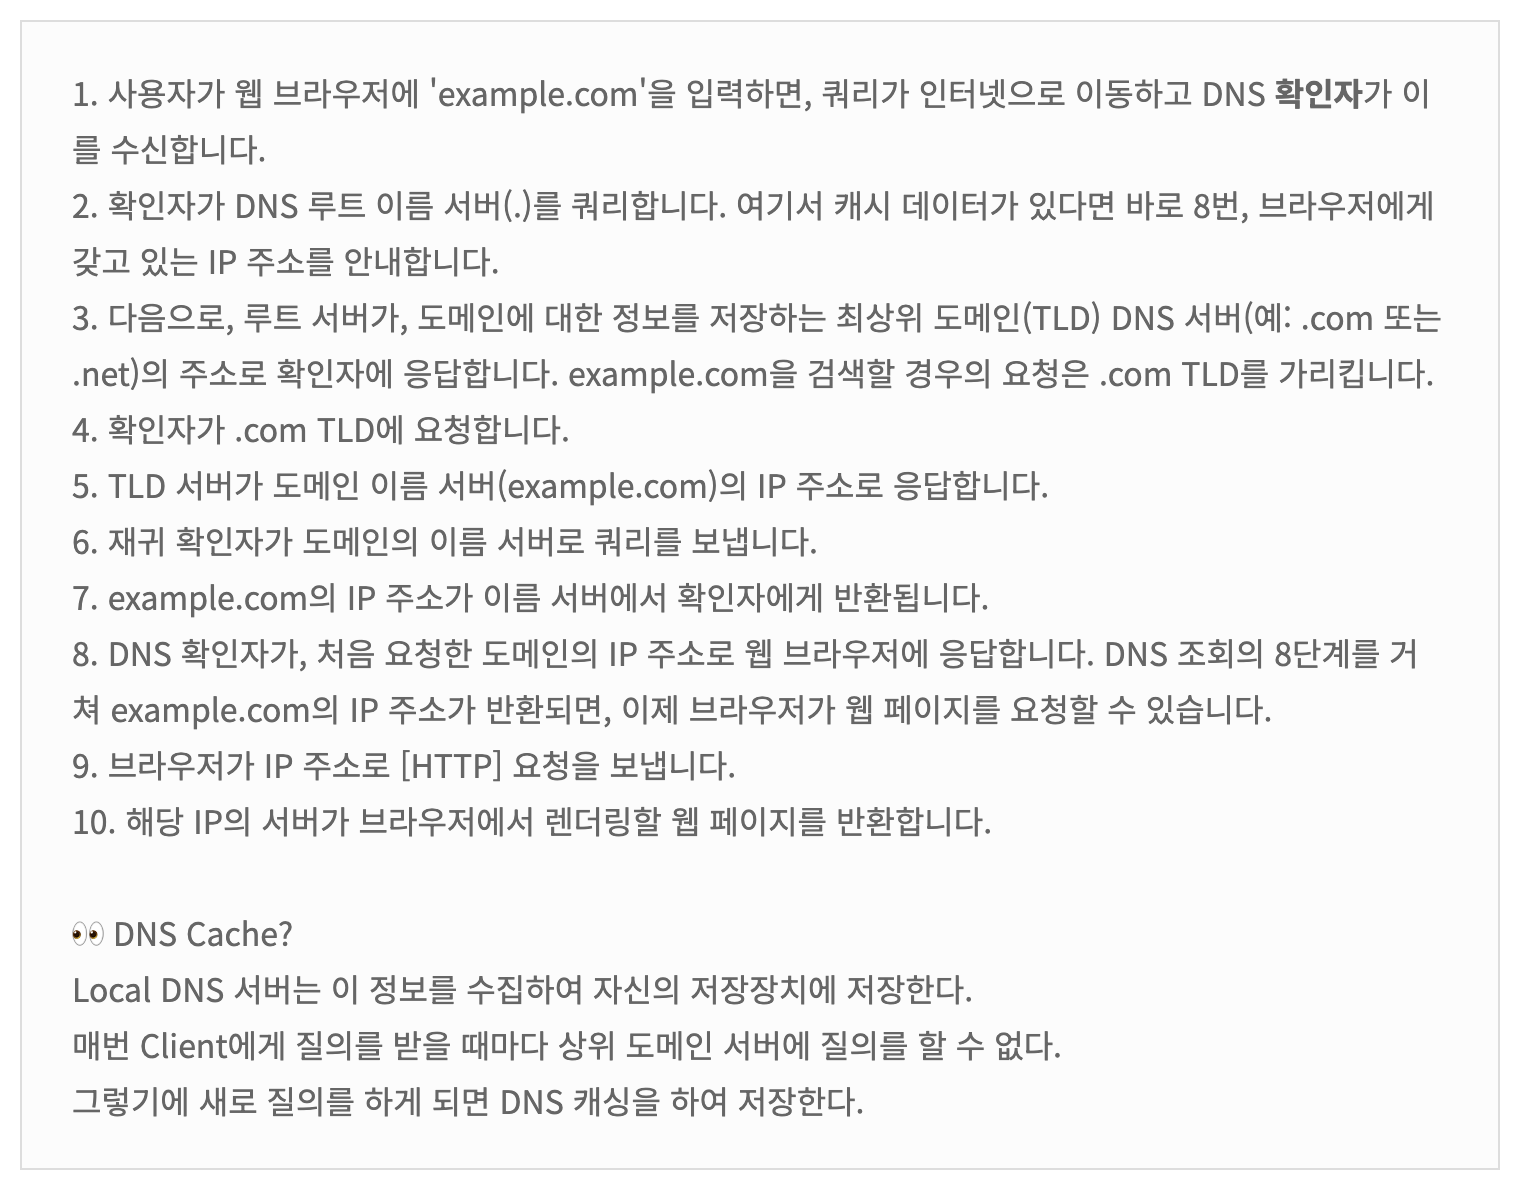 1. 사용자가 웹 브라우저에 'example.com'을 입력하면, 쿼리가 인터넷으로 이동하고 DNS 확인자가 이
를 수신합니다.
2. 확인자가 DNS 루트 이름 서버(.)를 쿼리합니다. 여기서 캐시 데이터가 있다면 바로 8번, 브라우저에게
갖고 있는 IP 주소를 안내합니다.
3. 다음으로, 루트 서버가, 도메인에 대한 정보를 저장하는 최상위 도메인(TLD) DNS 서버(예: .com 또는
.net)의 주소로 확인자에 응답합니다. example.com을 검색할 경우의 요청은 .com TLD를 가리킵니다.
4. 확인자가 .com TLD에 요청합니다.
5. TLD 서버가 도메인 이름 서버(example.com)의 IP 주소로 응답합니다.
6. 재귀 확인자가 도메인의 이름 서버로 쿼리를 보냅니다.
7. example.com의 IP 주소가 이름 서버에서 확인자에게 반환됩니다.
8. DNS 확인자가, 처음 요청한 도메인의 IP 주소로 웹 브라우저에 응답합니다. DNS 조회의 8단계를 거
쳐 example.com의 IP 주소가 반환되면, 이제 브라우저가 웹 페이지를 요청할 수 있습니다.
9. 브라우저가 IP 주소로 [HTTP] 요청을 보냅니다.
10. 해당 IP의 서버가 브라우저에서 렌더링할 웹 페이지를 반환합니다.
👀 DNS Cache?
Local DNS 서버는 이 정보를 수집하여 자신의 저장장치에 저장한다.
매번 Client에게 질의를 받을 때마다 상위 도메인 서버에 질의를 할 수 없다.
그렇기에 새로 질의를 하게 되면 DNS 캐싱을 하여 저장한다.